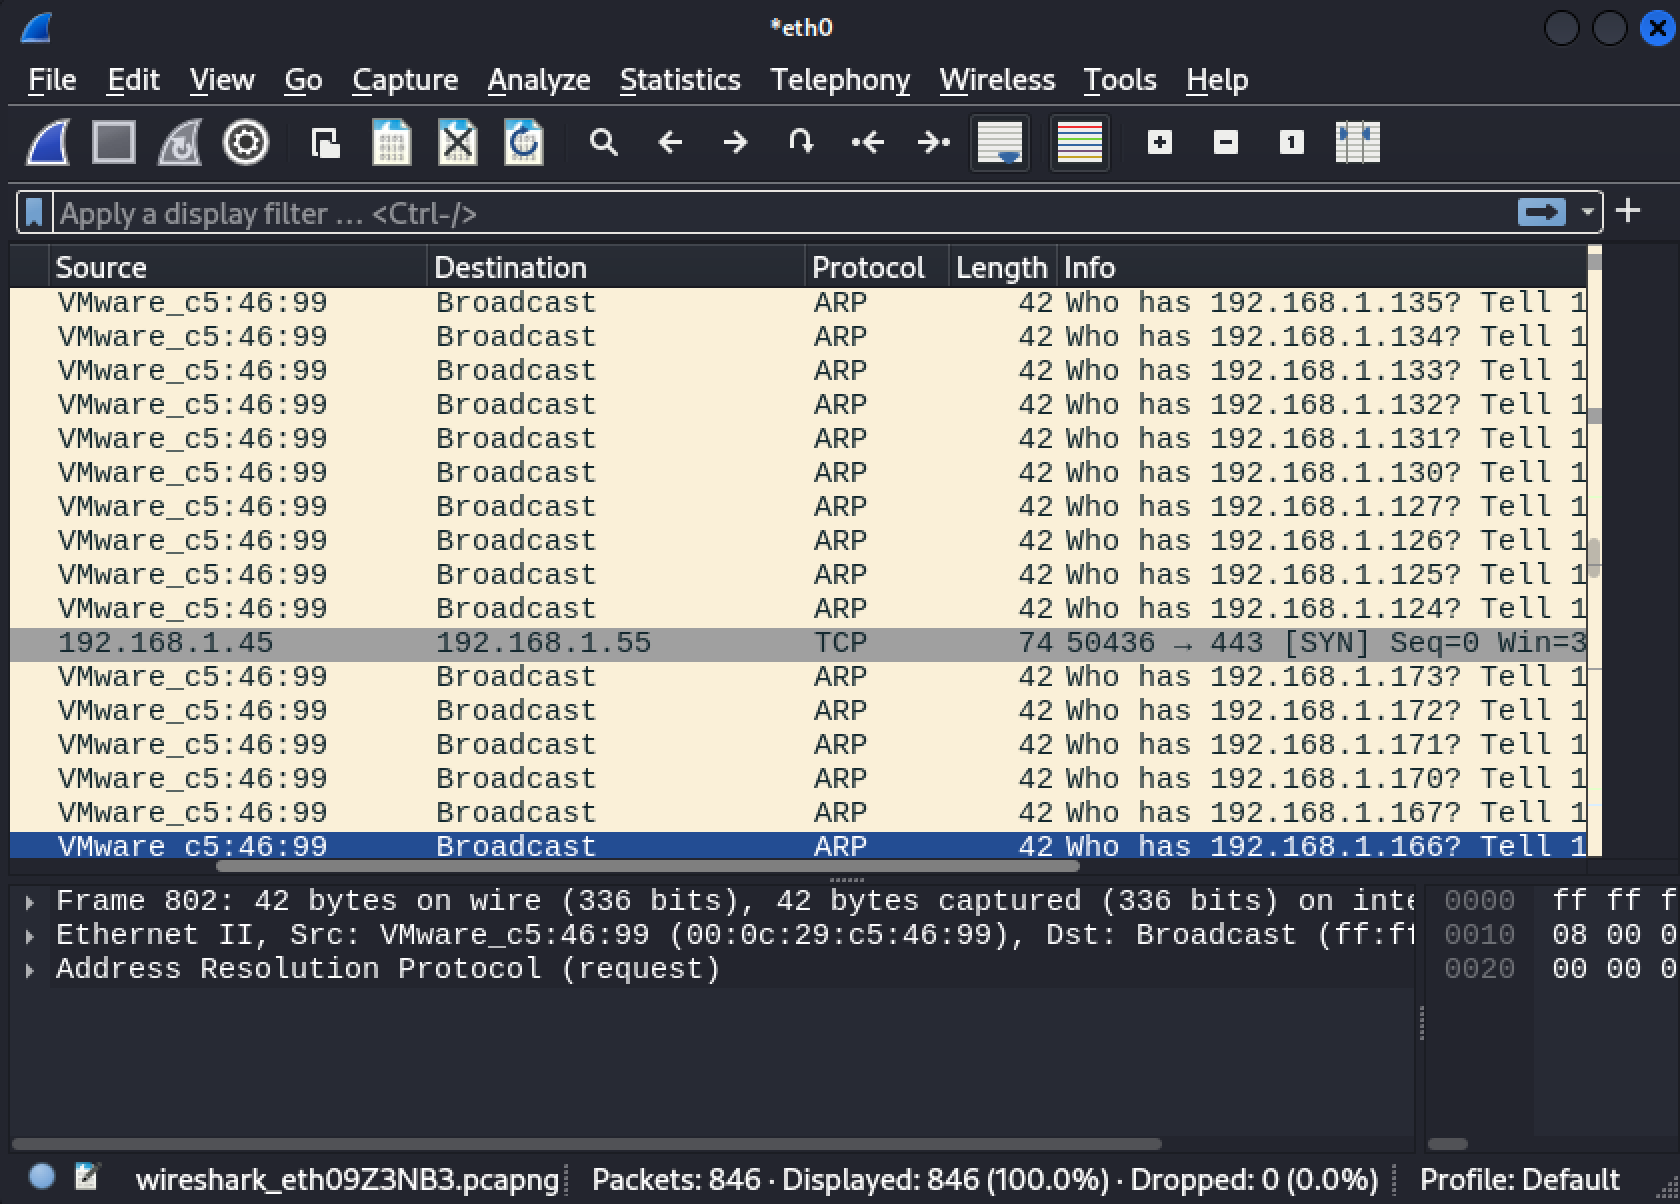 *eth0
File Edit View Go Capture Analyze Statistics Telephony Wireless Tools Help
Apply a display filter … <Ctrl-/>
Source Destination Protocol Length Info
VMware_c5:46:99 Broadcast ARP 42 Who has 192.168.1.135? Tell 1
VMware_c5:46:99 Broadcast ARP 42 Who has 192.168.1.134? Tell 1
VMware_c5:46:99 Broadcast ARP 42 Who has 192.168.1.133? Tell 1
VMware_c5:46:99 Broadcast ARP 42 Who has 192.168.1.132? Tell 1
VMware_c5:46:99 Broadcast ARP 42 Who has 192.168.1.131? Tell 1
VMware_c5:46:99 Broadcast ARP 42 Who has 192.168.1.130? Tell 1
VMware_c5:46:99 Broadcast ARP 42 Who has 192.168.1.127? Tell 1
VMware_c5:46:99 Broadcast ARP 42 Who has 192.168.1.126? Tell 1
VMware_c5:46:99 Broadcast ARP 42 Who has 192.168.1.125? Tell 1
VMware_c5:46:99 Broadcast ARP 42 Who has 192.168.1.124? Tell 1
192.168.1.45 192.168.1.55 TCP 74 50436 → 443 [SYN] Seq=0 Win=3
VMware_c5:46:99 Broadcast ARP 42 Who has 192.168.1.173? Tell 1
VMware_c5:46:99 Broadcast ARP 42 Who has 192.168.1.172? Tell 1
VMware_c5:46:99 Broadcast ARP 42 Who has 192.168.1.171? Tell 1
VMware_c5:46:99 Broadcast ARP 42 Who has 192.168.1.170? Tell 1
VMware_c5:46:99 Broadcast ARP 42 Who has 192.168.1.167? Tell 1
VMware_c5:46:99 Broadcast ARP 42 Who has 192.168.1.166? Tell 1
Frame 802: 42 bytes on wire (336 bits), 42 bytes captured (336 bits) on inte
Ethernet II, Src: VMware_c5:46:99 (00:0c:29:c5:46:99), Dst: Broadcast (ff:ff
Address Resolution Protocol (request)
0000 ff ff f
0010 08 00 0
0020 00 00 0
wireshark_eth09Z3NB3.pcapng Packets: 846 · Displayed: 846 (100.0%) · Dropped: 0 (0.0%) Profile: Default